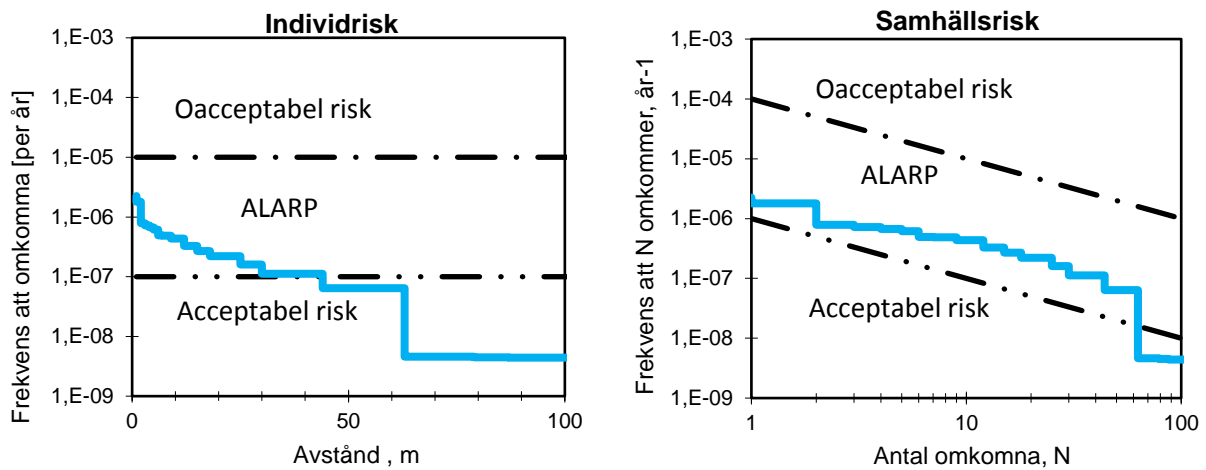 Individrisk
Frekvens att omkomma [per år]
1,E-03
1,E-04
1,E-05
1,E-06
1,E-07
1,E-08
1,E-09
Oacceptabel risk
ALARP
Acceptabel risk
0
50
100
Avstånd , m
Samhällsrisk
Frekvens att N omkommer, år-1
1,E-03
1,E-04
1,E-05
1,E-06
1,E-07
1,E-08
1,E-09
Oacceptabel risk
ALARP
Acceptabel risk
1
10
100
Antal omkomna, N